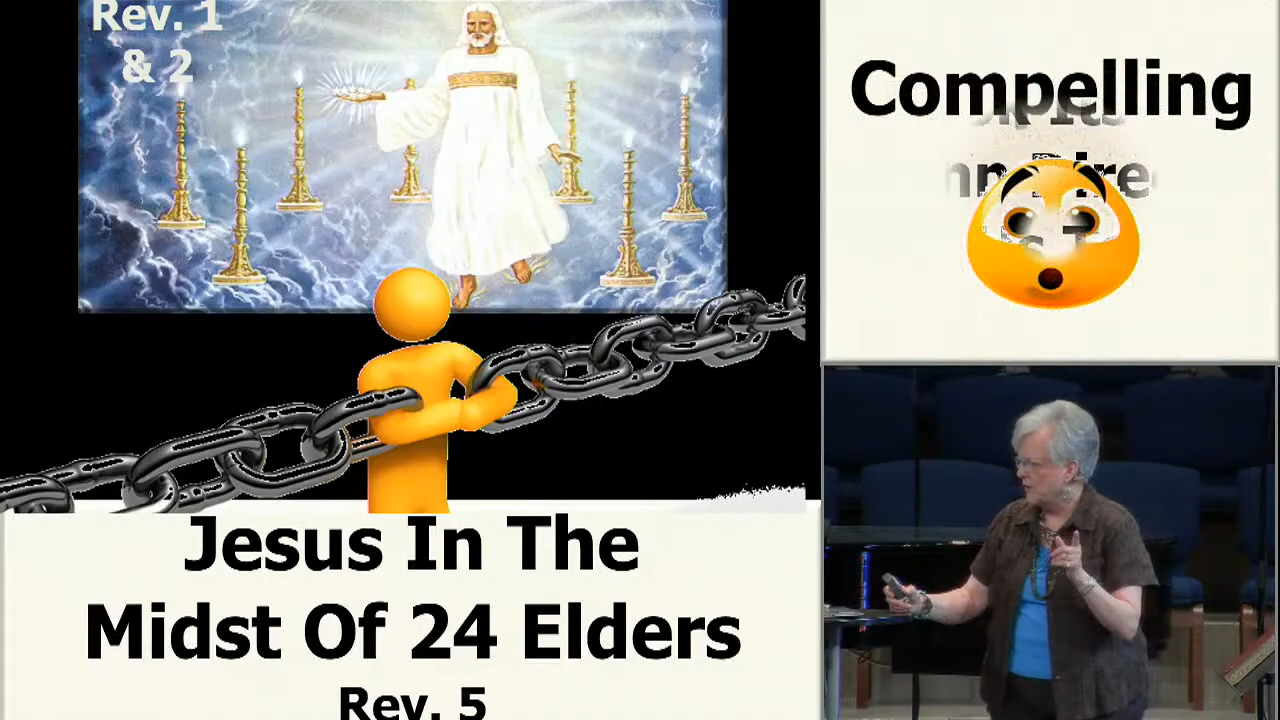 Rev. 1
& 2
Jesus In The
Midst Of 24 Elders
Rev. 5
Compelling